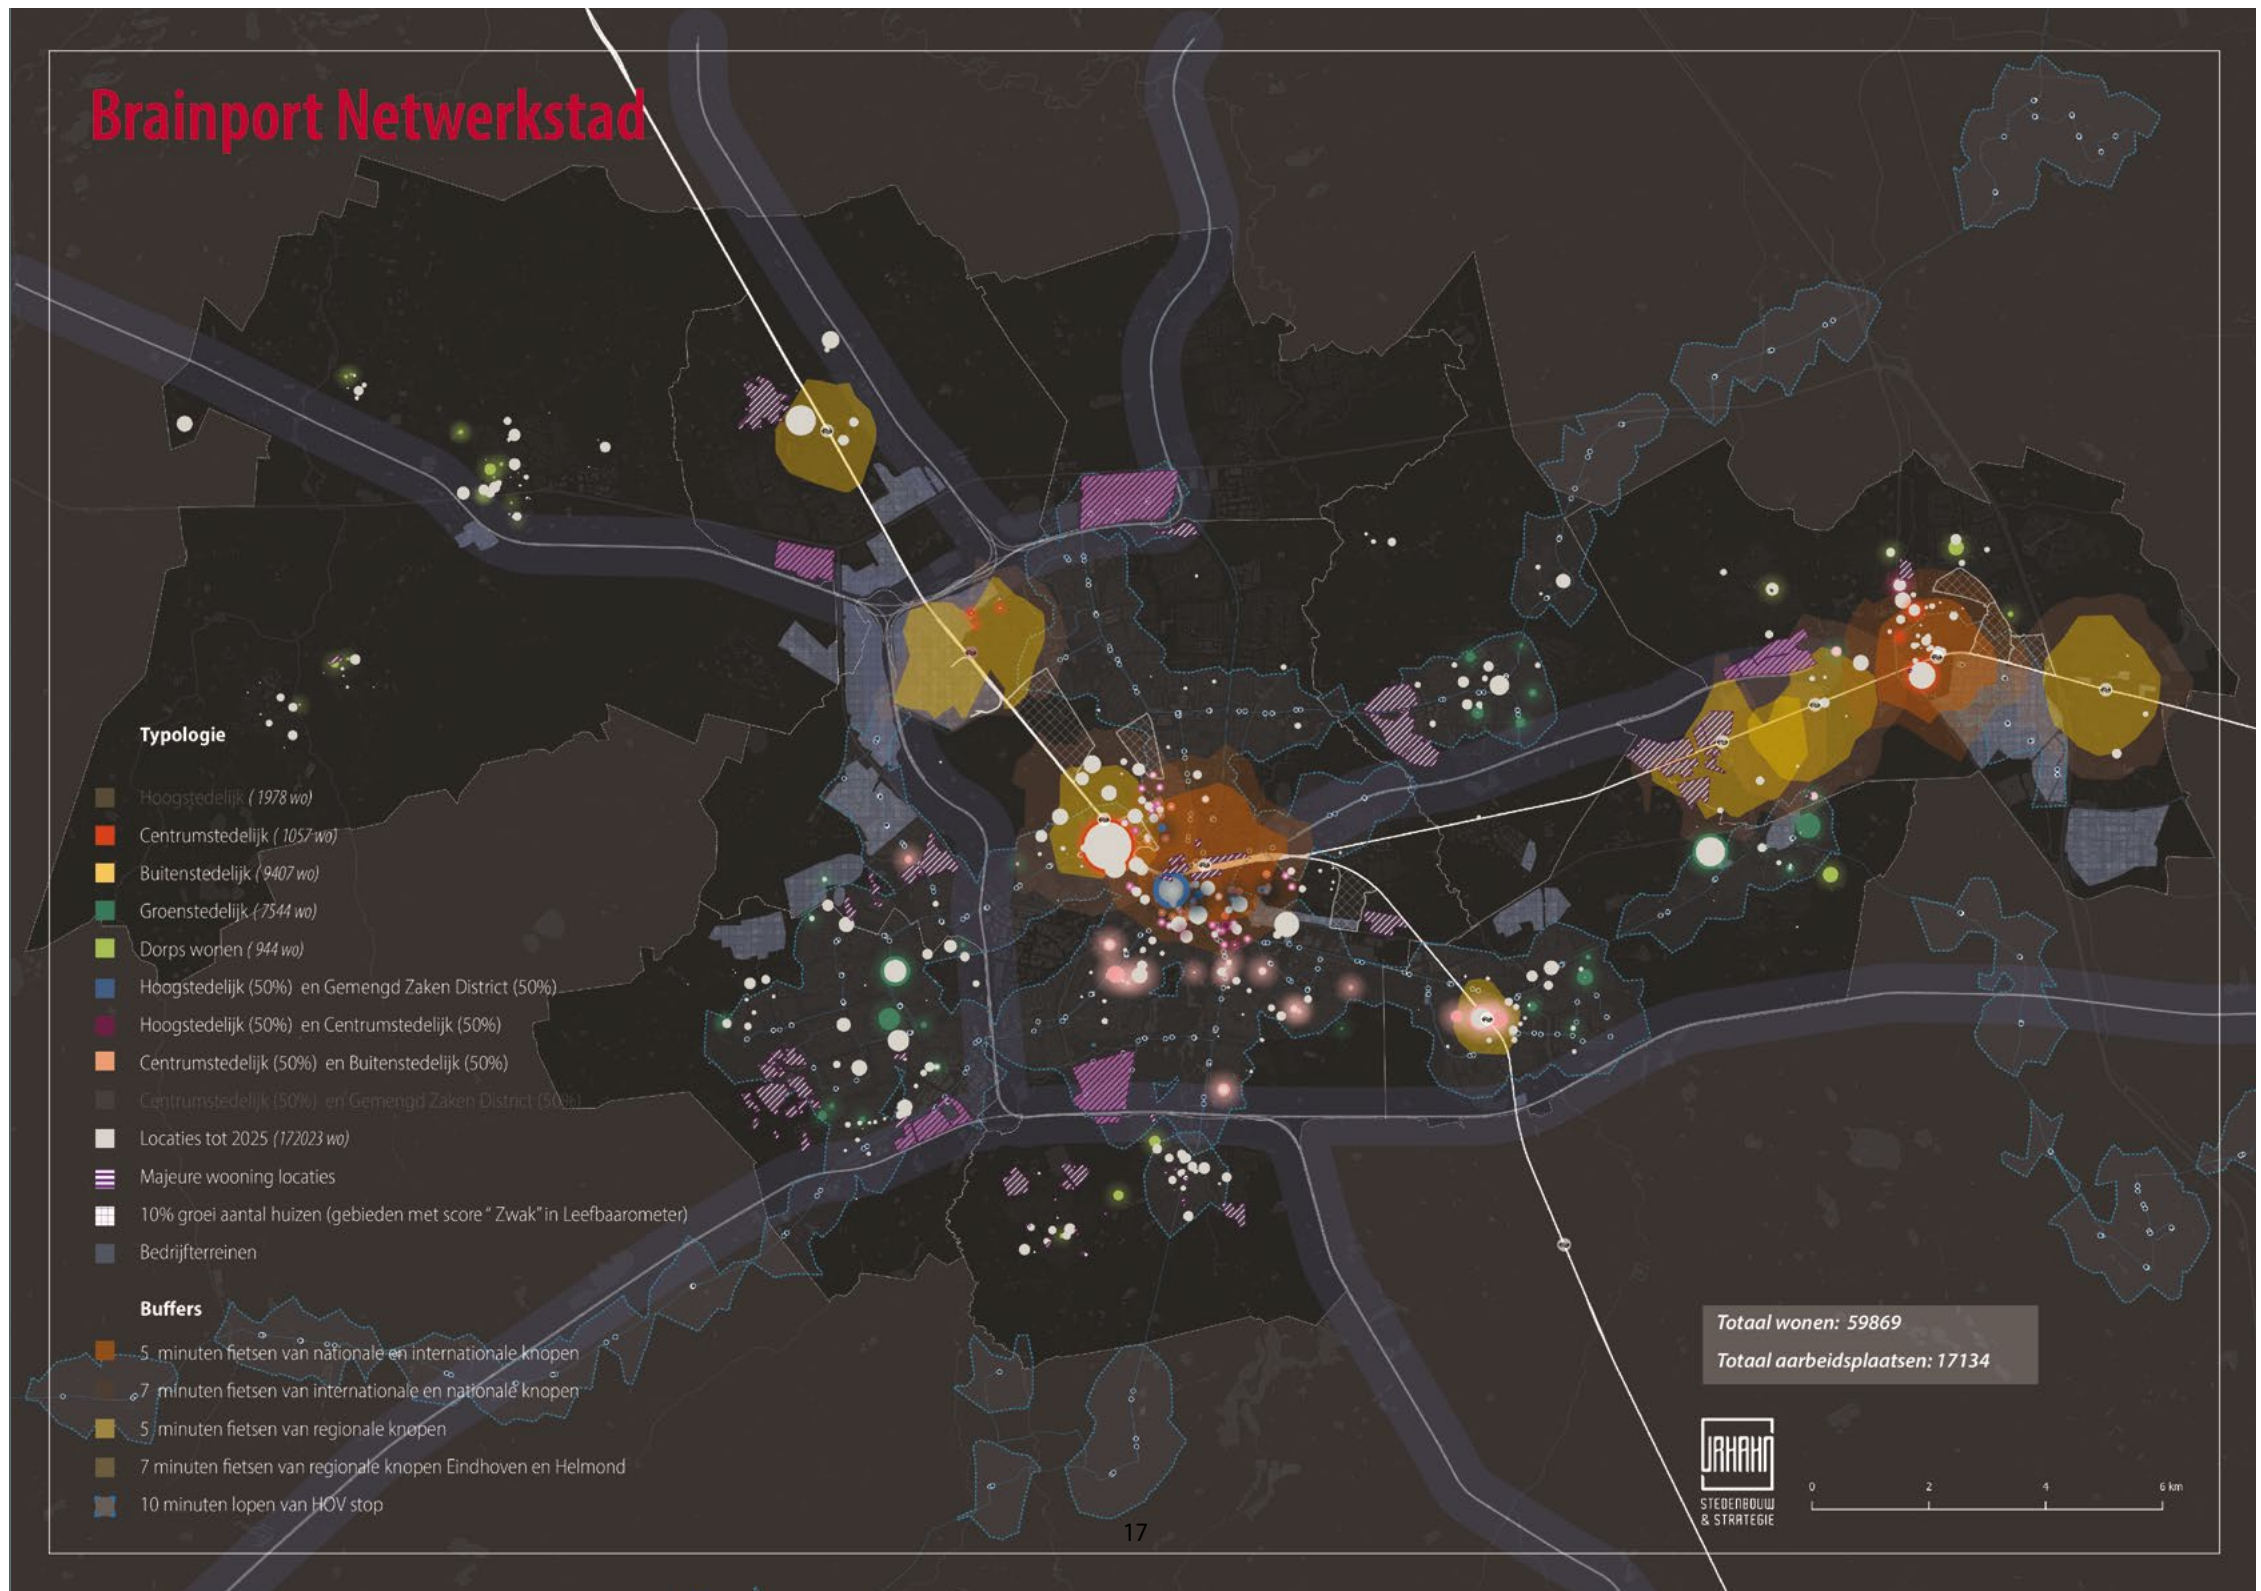 Brainport Netwerkstad
Typologie
Hoogstedelijk ( 1978 wo)
Centrumstedelijk ( 1057 wo)
Buitenstedelijk ( 9407 wo)
Groenstedelijk ( 7544 wo)
Dorps wonen ( 944 wo)
Hoogstedelijk (50%) en Gemengd Zaken District (50%)
Hoogstedelijk (50%) en Centrumstedelijk (50%)
Centrumstedelijk (50%) en Buitenstedelijk (50%)
Centrumstedelijk (50%) en Gemengd Zaken District (50%)
Locaties tot 2025 (172023 wo)
Majeure wooning locaties
10% groei aantal huizen (gebieden met score " Zwak" in Leefbaarometer)
Bedrijfterreinen
Buffers
5 minuten fietsen van nationale en internationale knopen
7 minuten fietsen van internationale en nationale knopen
5 minuten fietsen van regionale knopen
7 minuten fietsen van regionale knopen Eindhoven en Helmond
10 minuten lopen van HOV stop
Totaal wonen: 59869
Totaal aarbeidsplaatsen: 17134
JRHAHN
STEDENBOUW
& STRATEGIE
0 2 4 6 km
17